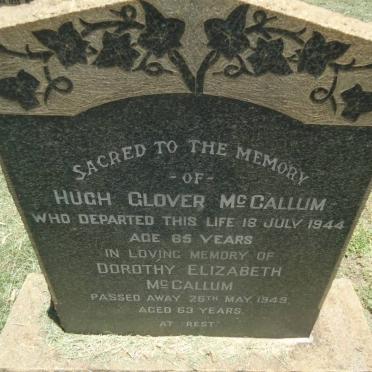 SACRED TO THE MEMORY
- OF -
HUGH GLOVER McCALLUM
WHO DEPARTED THIS LIFE 18 JULY 1944
AGE 65 YEARS
IN LOVING MEMORY OF
DOROTHY ELIZABETH
McCALLUM
PASSED AWAY 26TH MAY 1949
AGED 63 YEARS
AT REST